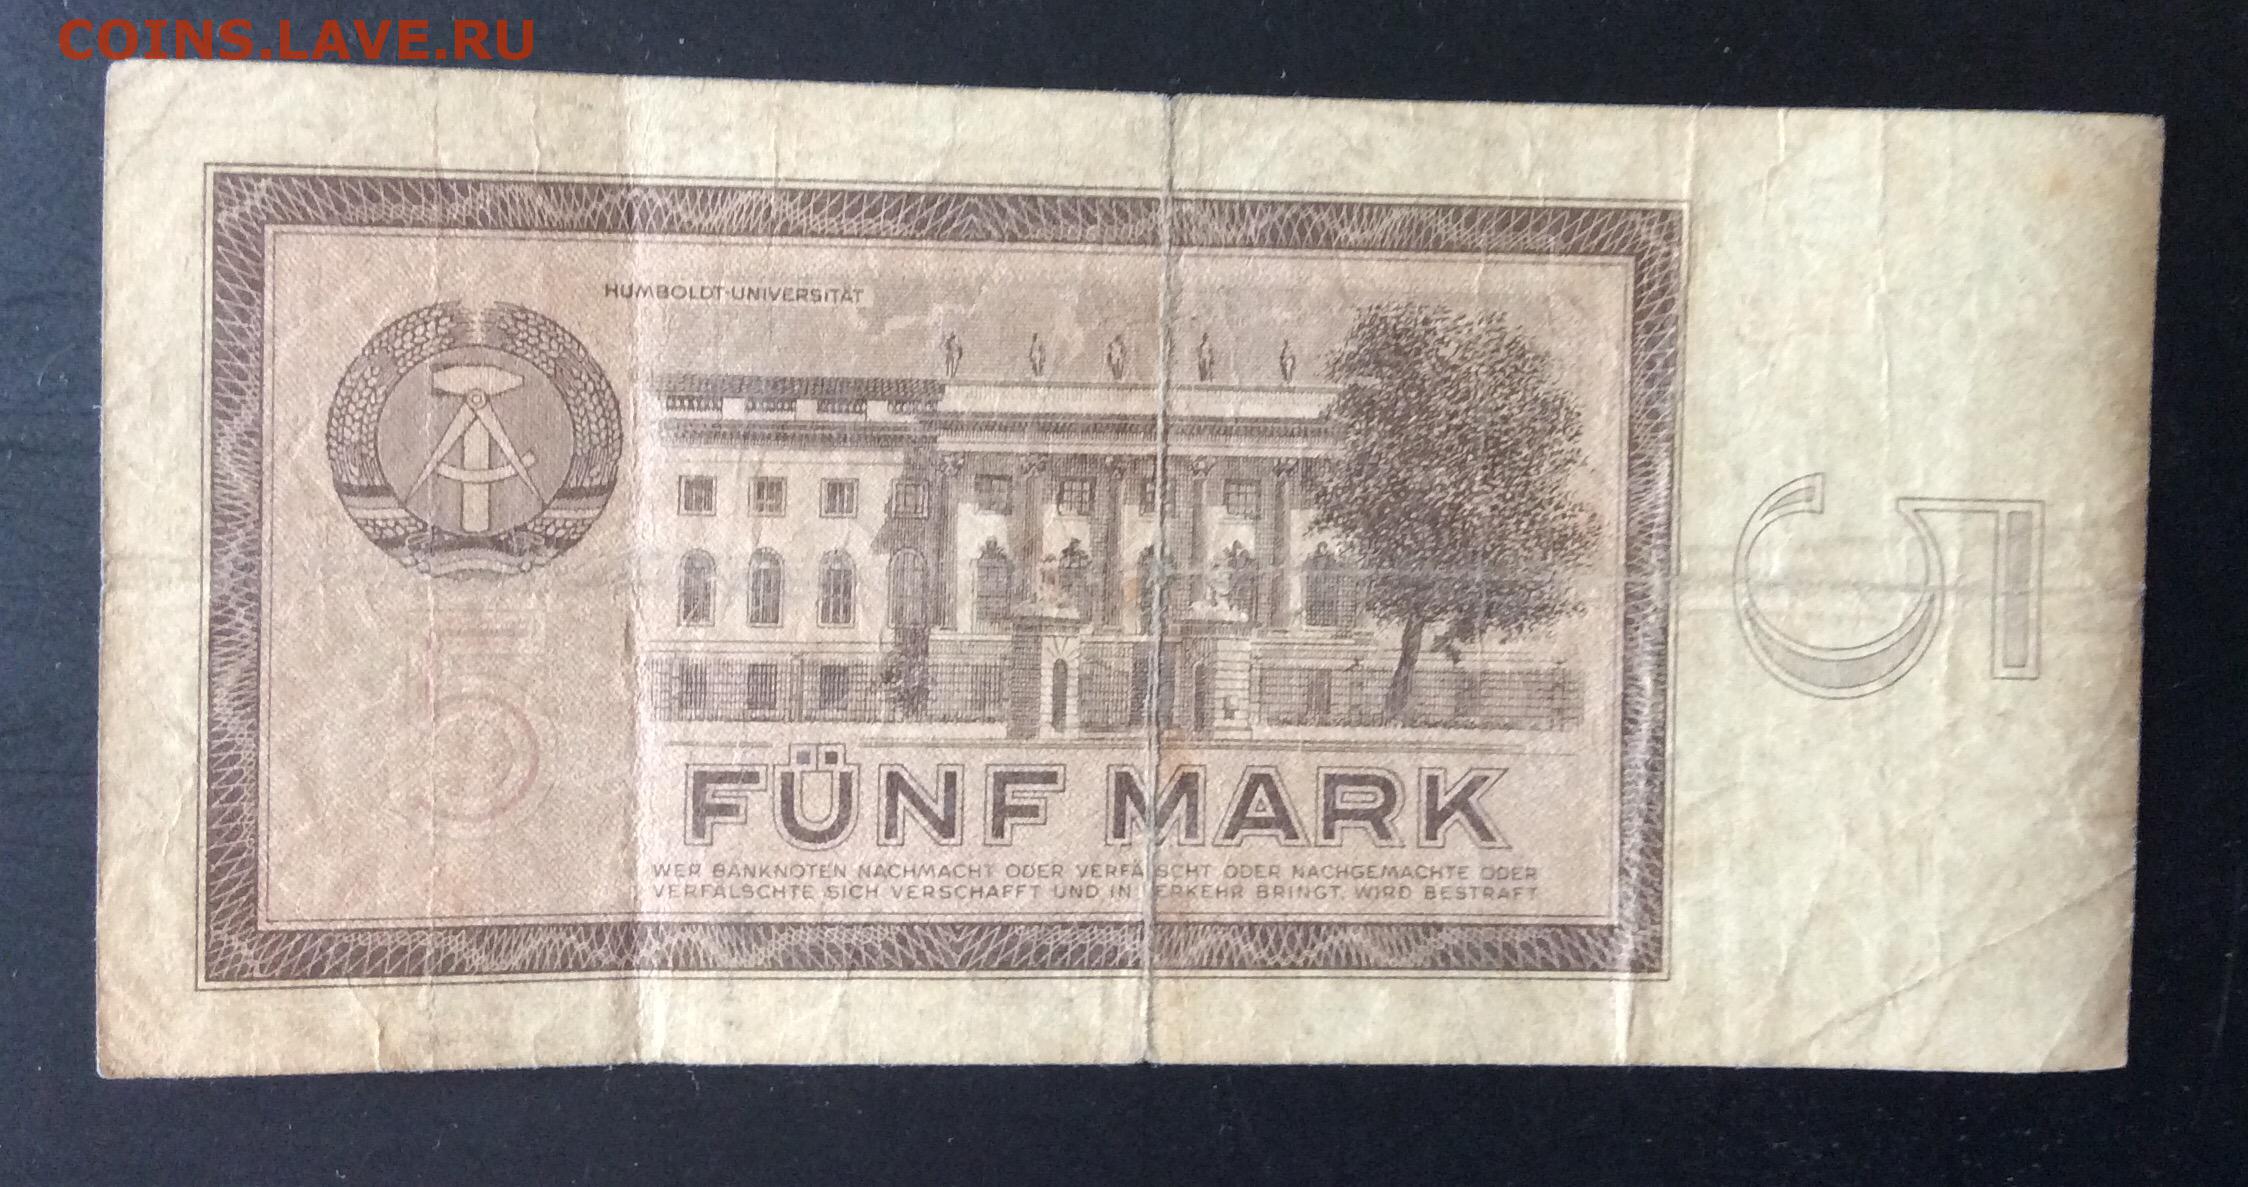 COINS.LAVE.RU
HUMBOLDT-UNIVERSITÄT
5
5
FÜNF MARK
WER BANKNOTEN NACHMACHT ODER VERFÄLSCHT ODER NACHGEMACHTE ODER
VERFÄLSCHTE SICH VERSCHAFFT UND IN VERKEHR BRINGT, WIRD BESTRAFT